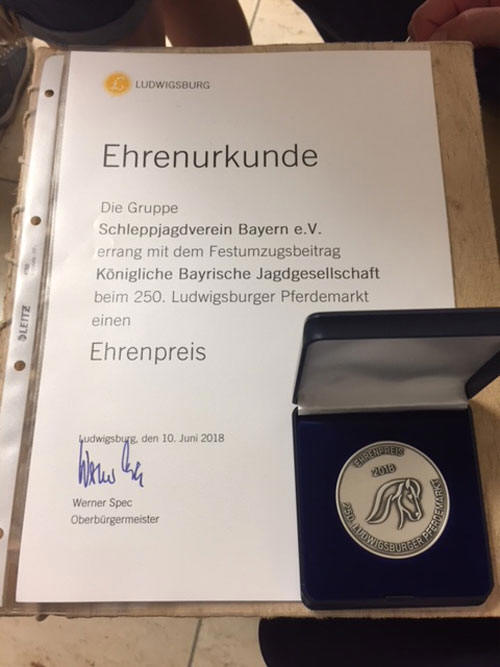 LUDWIGSBURG
Ehrenurkunde
Die Gruppe
Schleppjagdverein Bayern e.V.
errang mit dem Festumzugsbeitrag
Königliche Bayrische Jagdgesellschaft
beim 250. Ludwigsburger Pferdemarkt
einen
Ehrenpreis
Ludwigsburg, den 10. Juni 2018
Werner Spec
Oberbürgermeister
LEITZ
EHRENPREIS
2018
250. LUDWIGSBURGER PFERDEMARKT